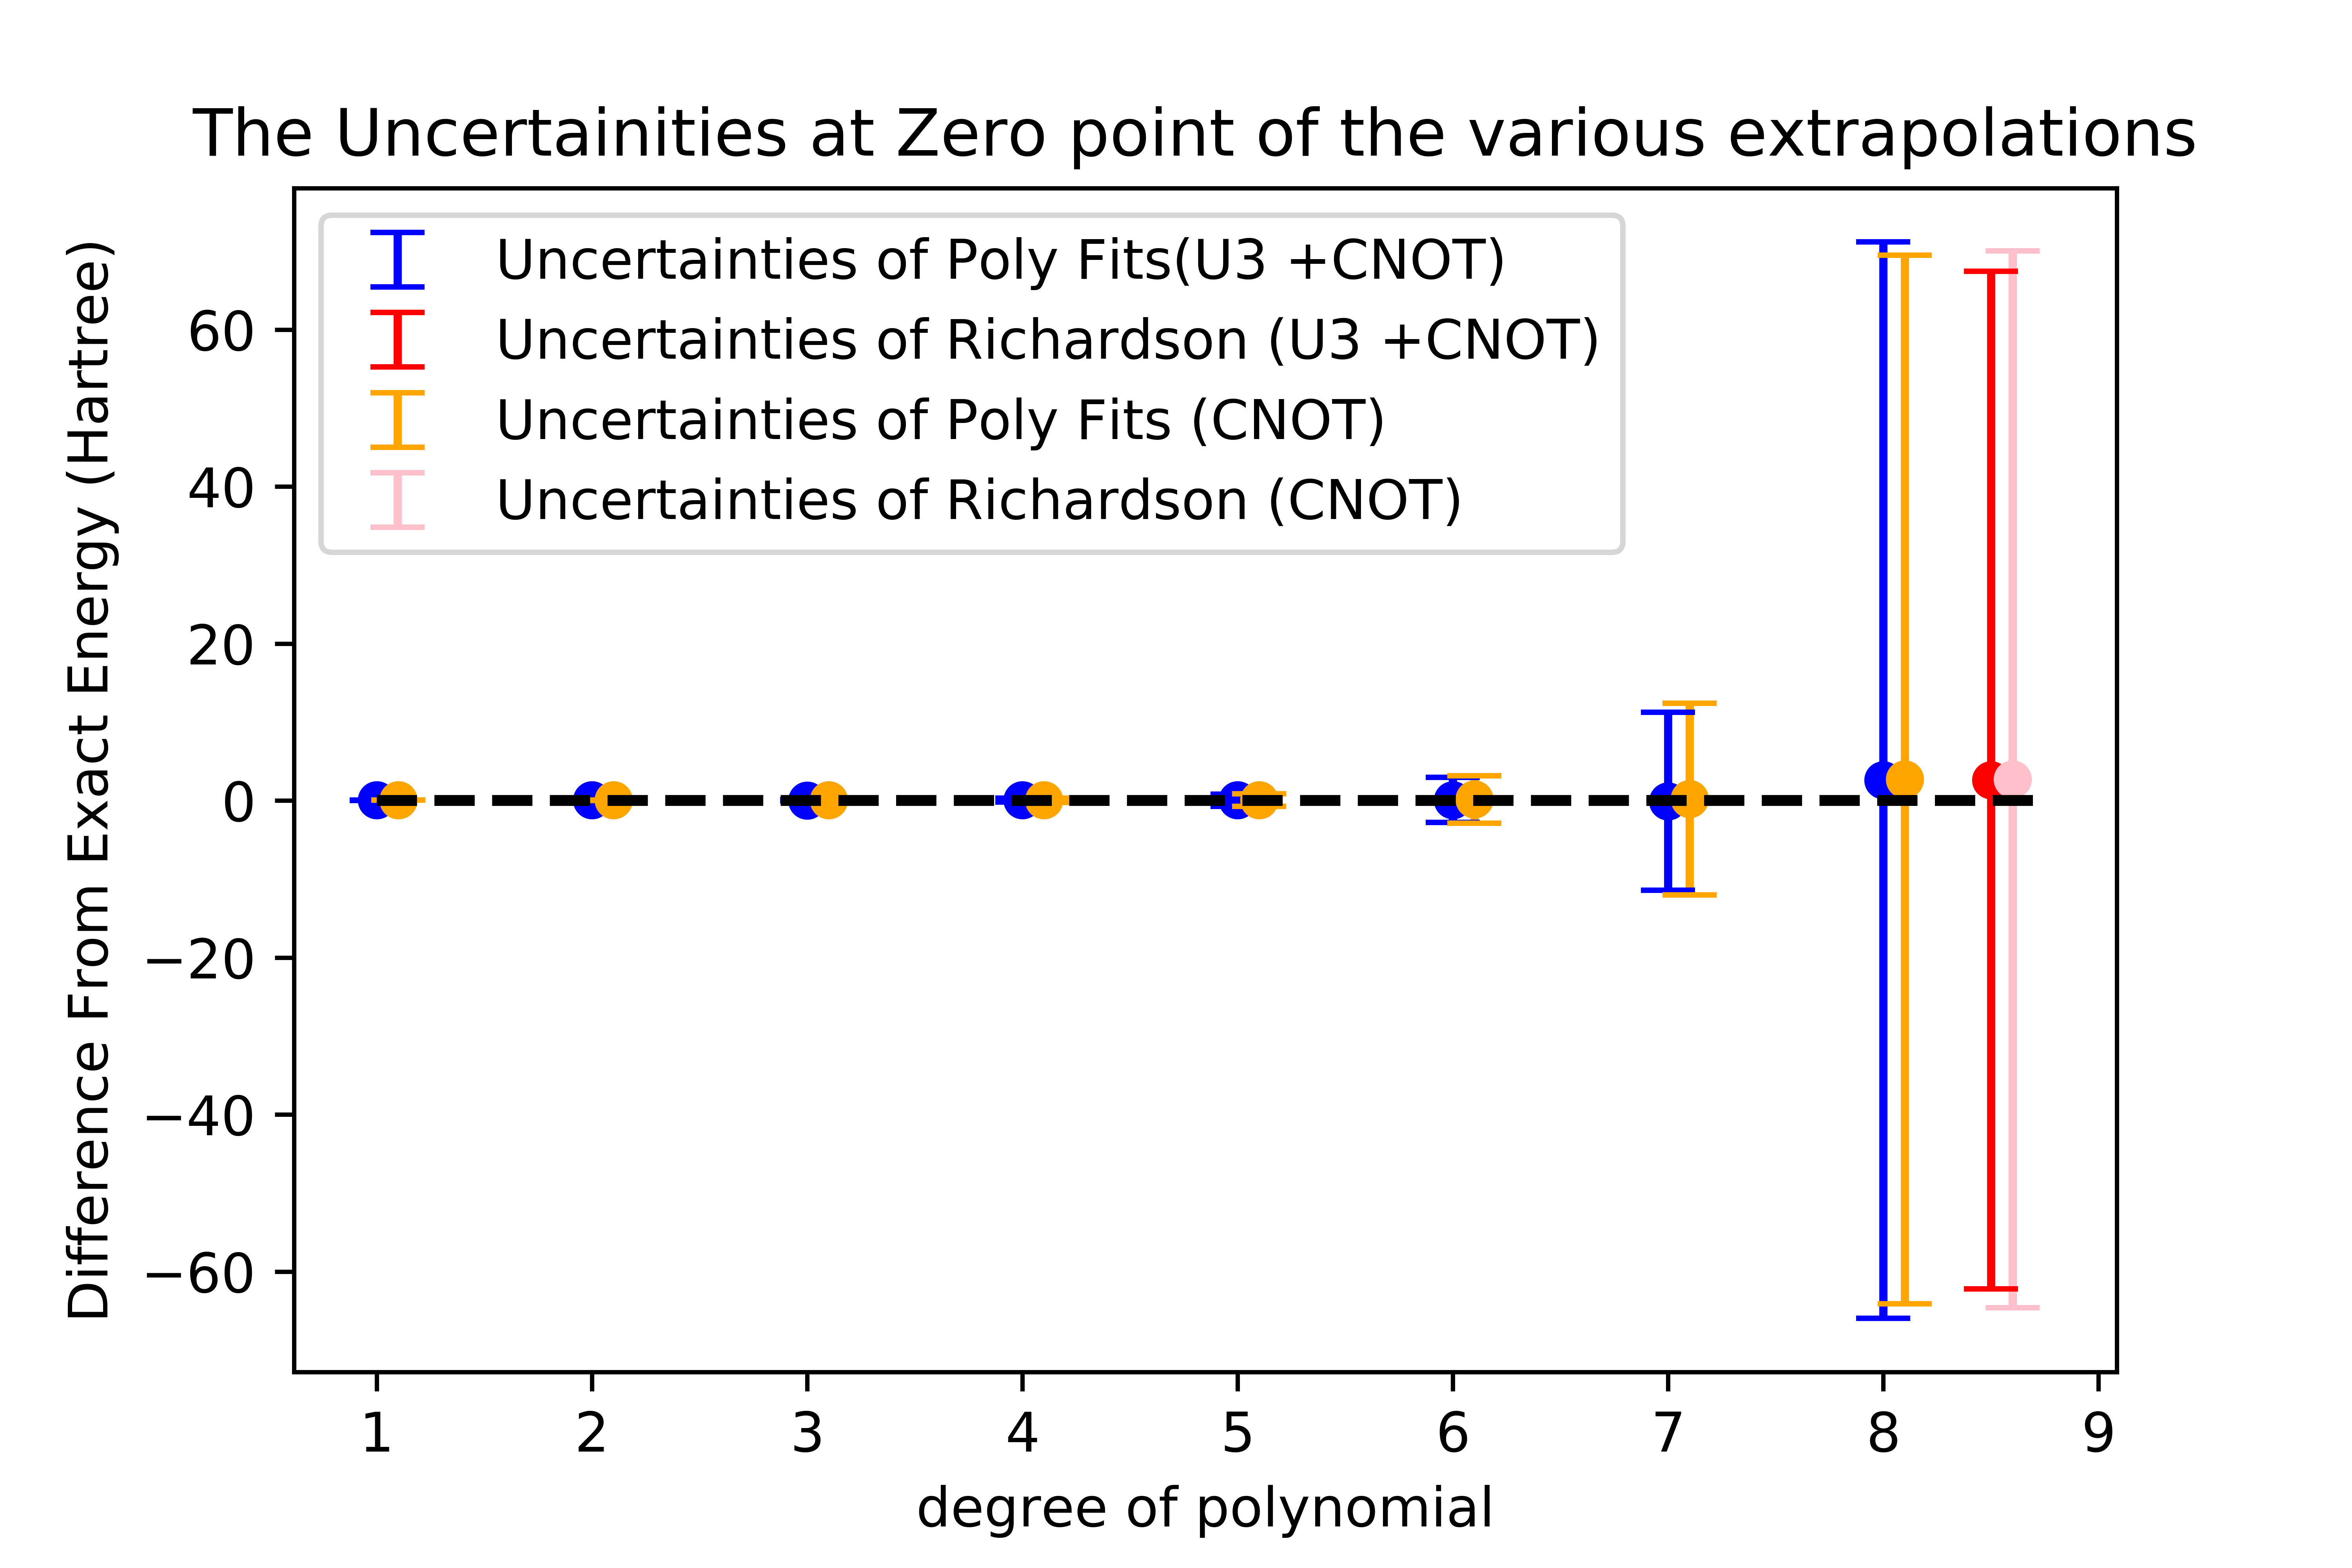 The Uncertainities at Zero point of the various extrapolations
Uncertainties of Poly Fits(U3 +CNOT)
Uncertainties of Richardson (U3 +CNOT)
Uncertainties of Poly Fits (CNOT)
Uncertainties of Richardson (CNOT)
Difference From Exact Energy (Hartree)
60
40
20
0
−20
−40
−60
1 2 3 4 5 6 7 8 9
degree of polynomial